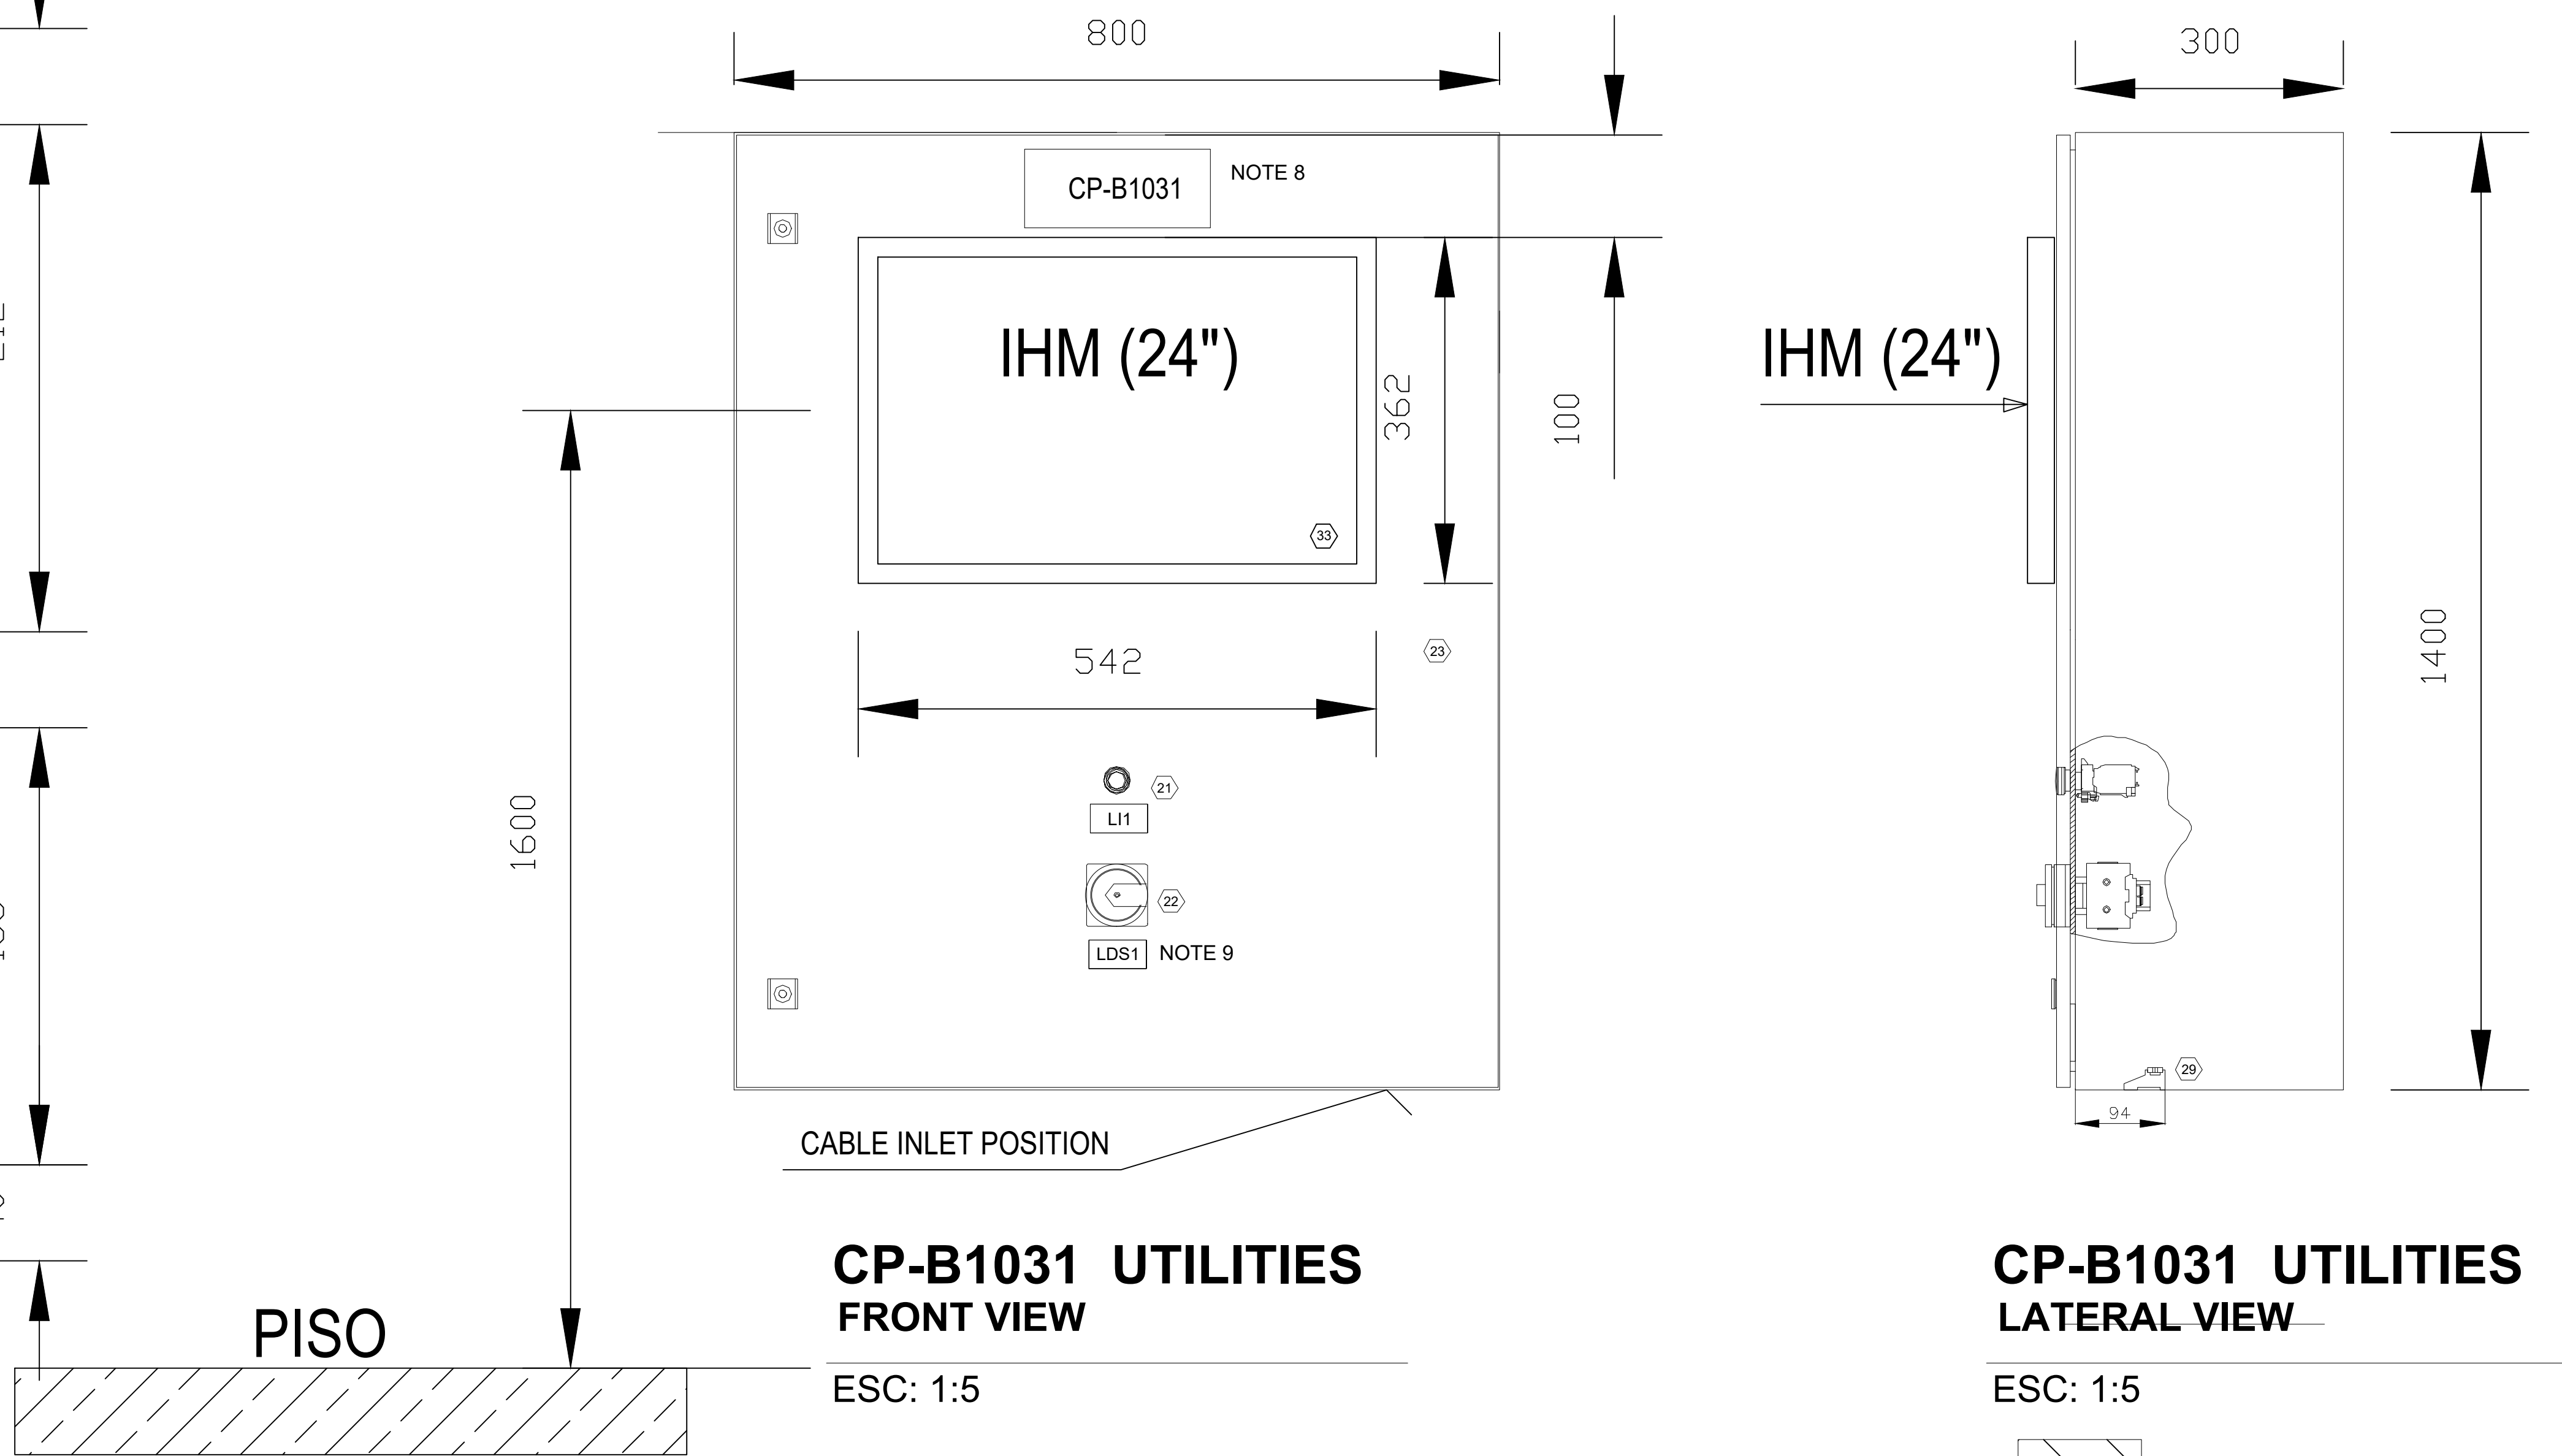 800
300
CP-B1031
NOTE 8
IHM (24")
IHM (24")
362
100
33
542
23
1400
1600
21
LI1
22
LDS1
NOTE 9
29
94
CABLE INLET POSITION
CP-B1031 UTILITIES
FRONT VIEW
ESC: 1:5
CP-B1031 UTILITIES
LATERAL VIEW
ESC: 1:5
PISO